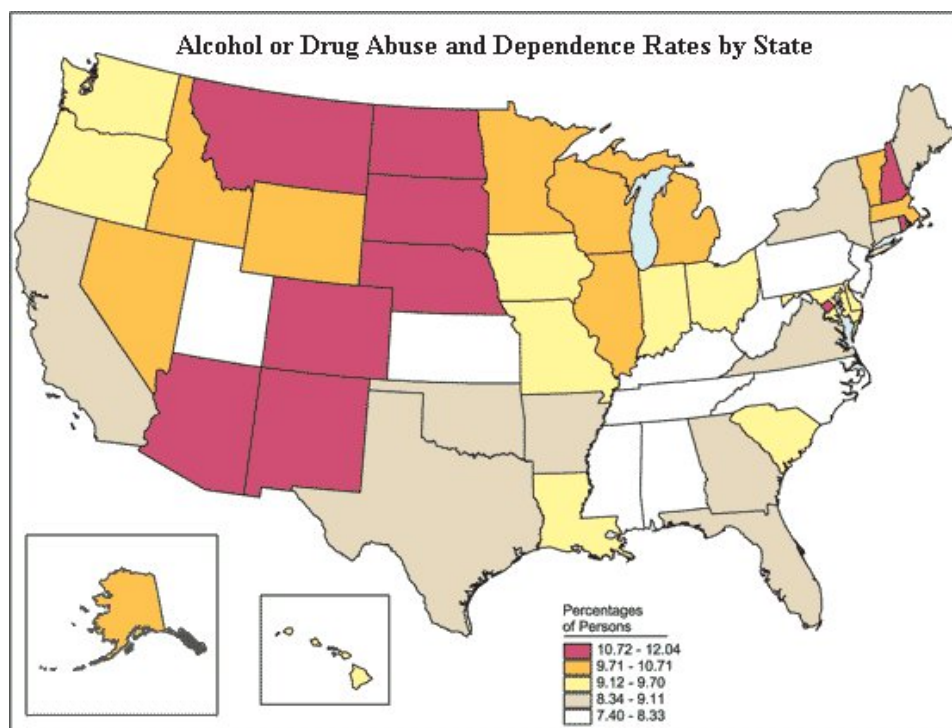 Alcohol or Drug Abuse and Dependence Rates by State
Percentages
of Persons
10.72 - 12.04
9.71 - 10.71
9.12 - 9.70
8.34 - 9.11
7.40 - 8.33